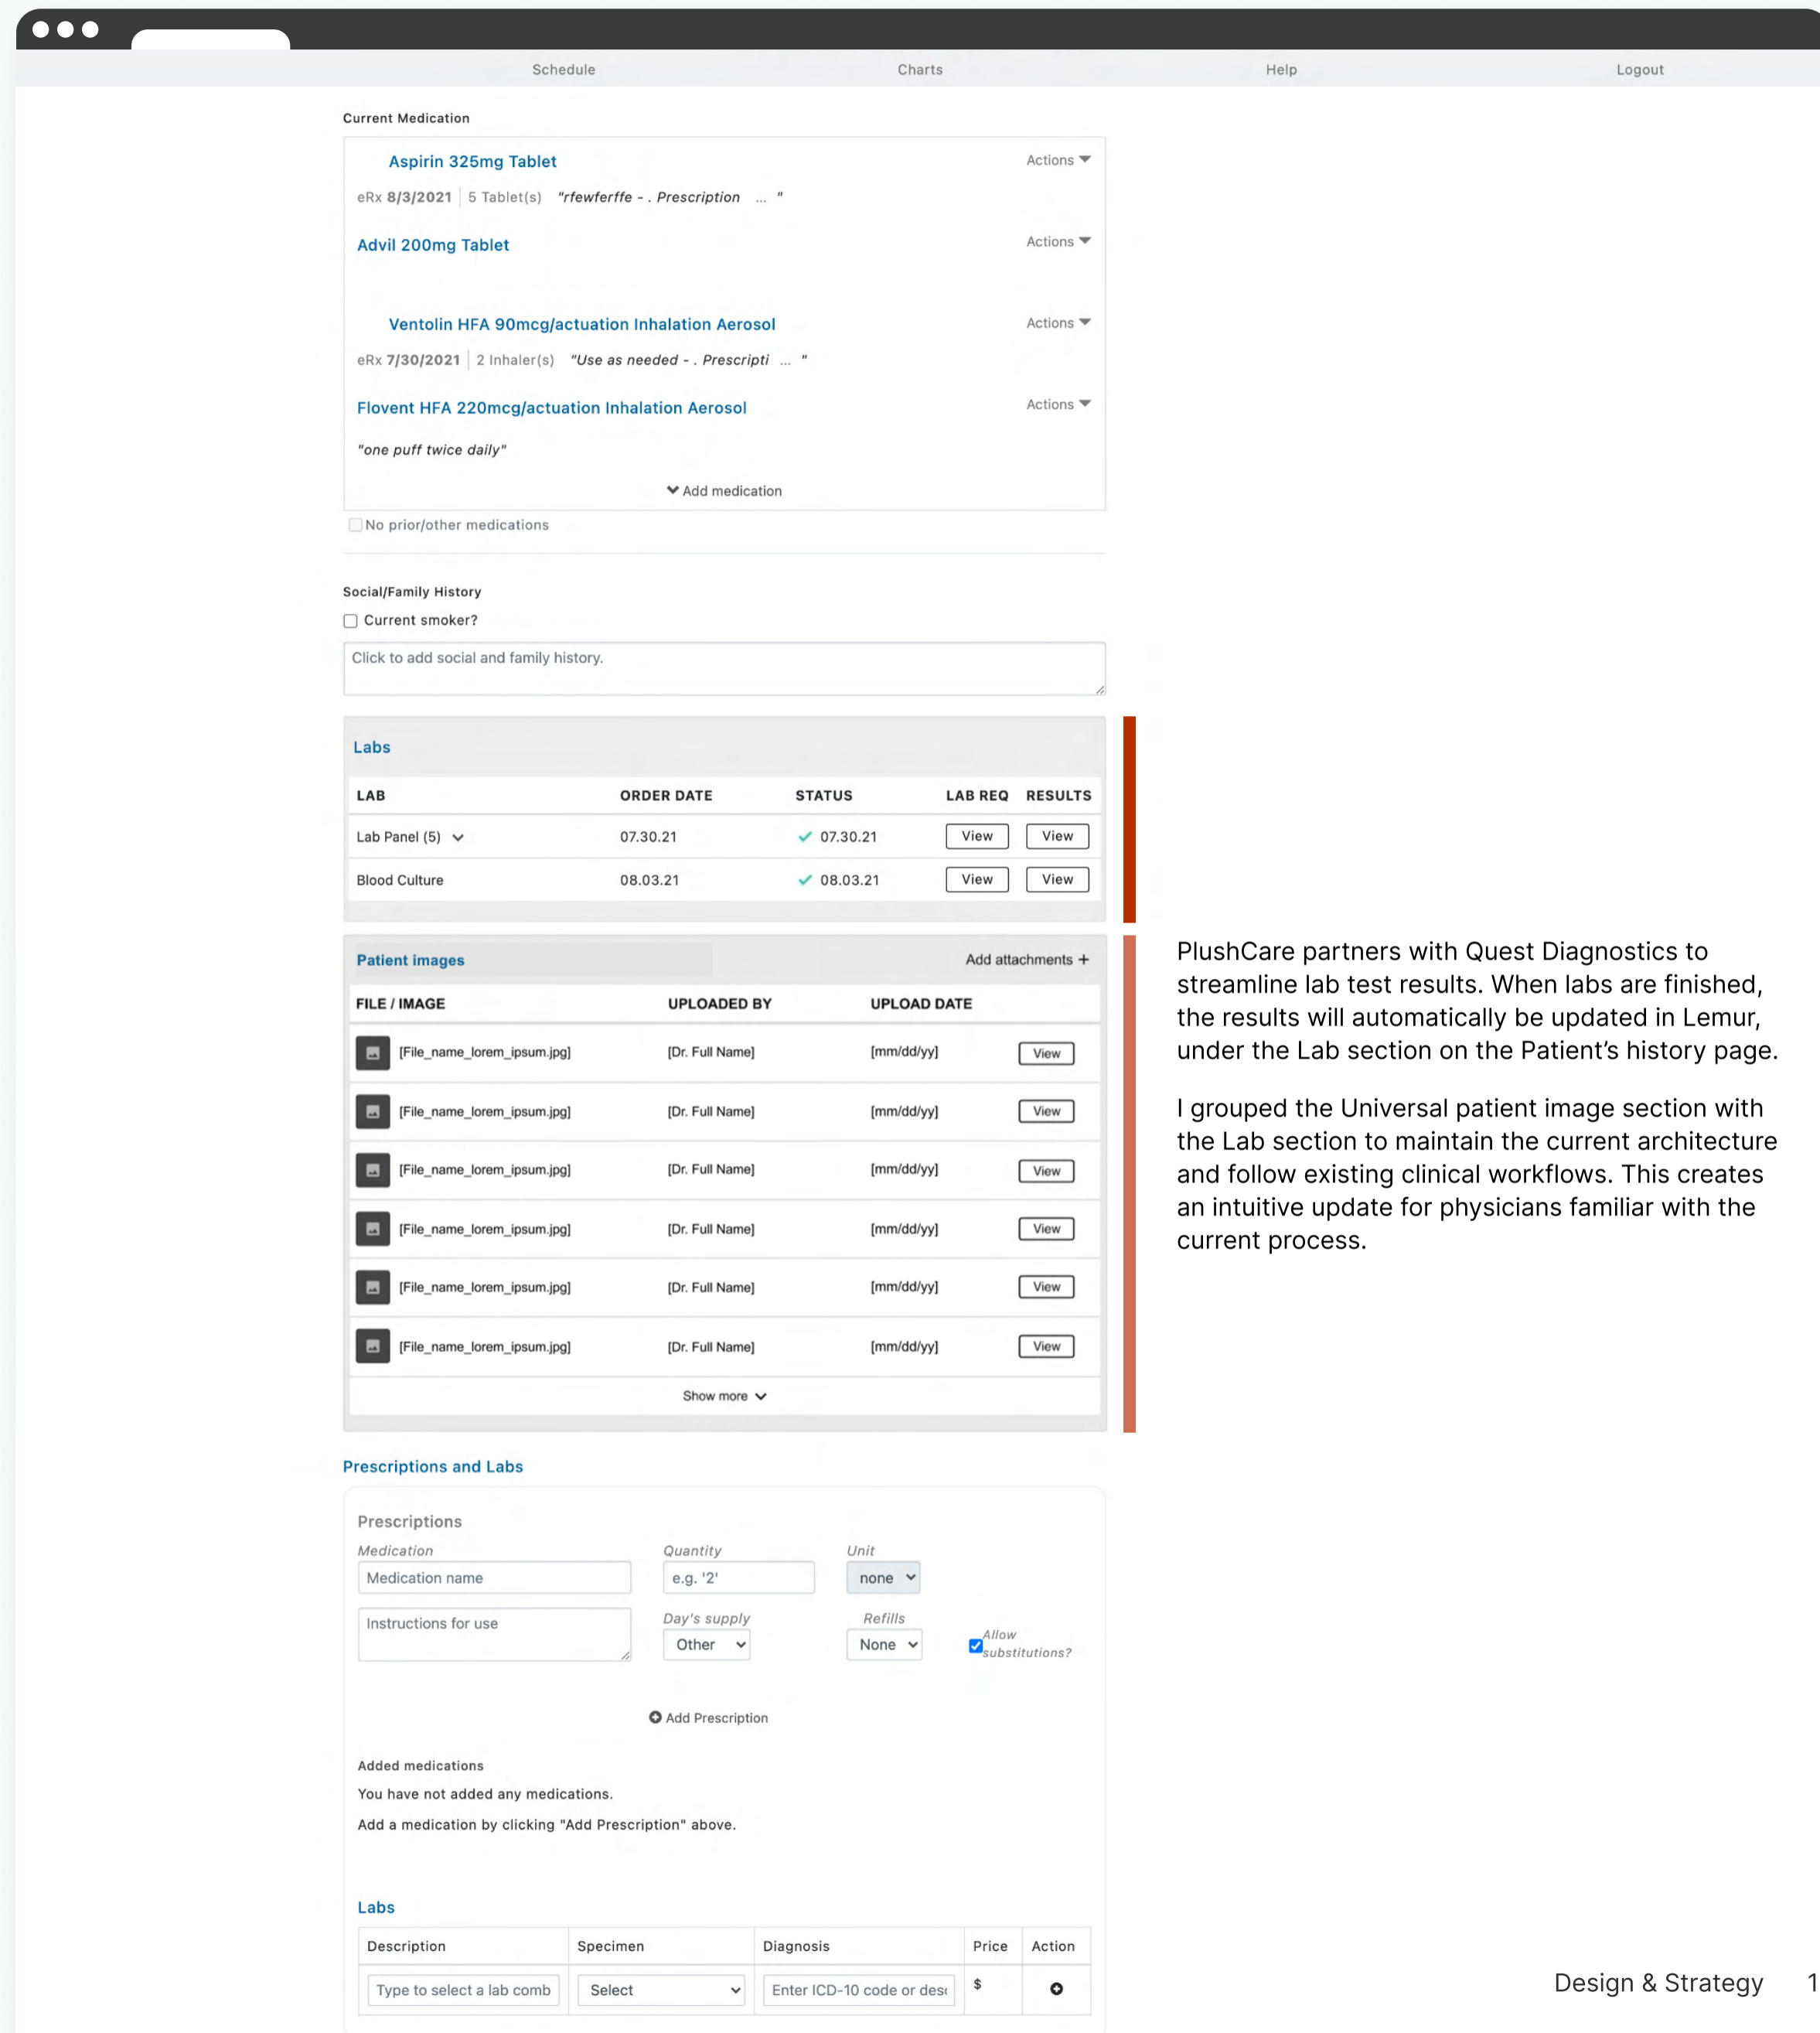 Schedule Charts Help Logout
Current Medication
Aspirin 325mg Tablet Actions
eRx 8/3/2021 5 Tablet(s) "rfewferffe - . Prescription ... "
Advil 200mg Tablet Actions
Ventolin HFA 90mcg/actuation Inhalation Aerosol Actions
eRx 7/30/2021 2 Inhaler(s) "Use as needed - . Prescripti ... "
Flovent HFA 220mcg/actuation Inhalation Aerosol Actions
"one puff twice daily"
Add medication
No prior/other medications
Social/Family History
Current smoker?
Click to add social and family history.
Labs
LAB ORDER DATE STATUS LAB REQ RESULTS
Lab Panel (5) 07.30.21 07.30.21 View View
Blood Culture 08.03.21 08.03.21 View View
Patient images Add attachments +
FILE / IMAGE UPLOADED BY UPLOAD DATE
[File_name_lorem_ipsum.jpg] [Dr. Full Name] [mm/dd/yy] View
[File_name_lorem_ipsum.jpg] [Dr. Full Name] [mm/dd/yy] View
[File_name_lorem_ipsum.jpg] [Dr. Full Name] [mm/dd/yy] View
[File_name_lorem_ipsum.jpg] [Dr. Full Name] [mm/dd/yy] View
[File_name_lorem_ipsum.jpg] [Dr. Full Name] [mm/dd/yy] View
[File_name_lorem_ipsum.jpg] [Dr. Full Name] [mm/dd/yy] View
Show more
PlushCare partners with Quest Diagnostics to
streamline lab test results. When labs are finished,
the results will automatically be updated in Lemur,
under the Lab section on the Patient’s history page.
I grouped the Universal patient image section with
the Lab section to maintain the current architecture
and follow existing clinical workflows. This creates
an intuitive update for physicians familiar with the
current process.
Prescriptions and Labs
Prescriptions
Medication Quantity Unit
Medication name e.g. '2' none
Instructions for use
Day's supply Refills
Other None
Allow
substitutions?
Add Prescription
Added medications
You have not added any medications.
Add a medication by clicking "Add Prescription" above.
Labs
Description Specimen Diagnosis Price Action
Type to select a lab comb Select Enter ICD-10 code or desc $
Design & Strategy 1